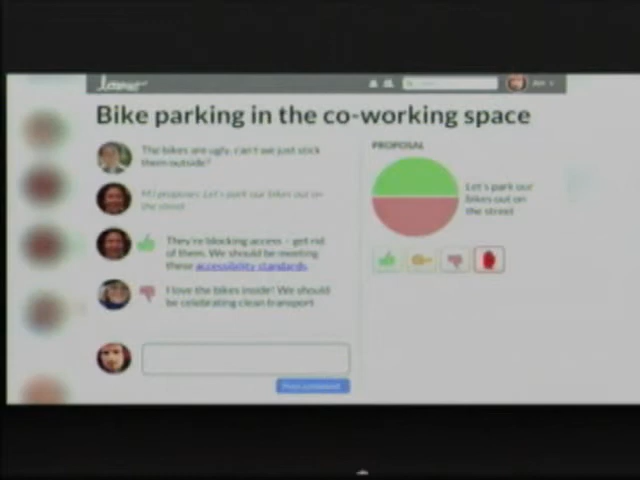 Bike parking in the co-working space
The bikes are ugly, can't we just stick
them outside?
MJ proposes: Let's park our bikes out on
the street
They're blocking access - get rid
of them. We should be meeting
these accessibility standards.
I love the bikes inside! We should
be celebrating clean transport
PROPOSAL
Let's park our
bikes out on
the street